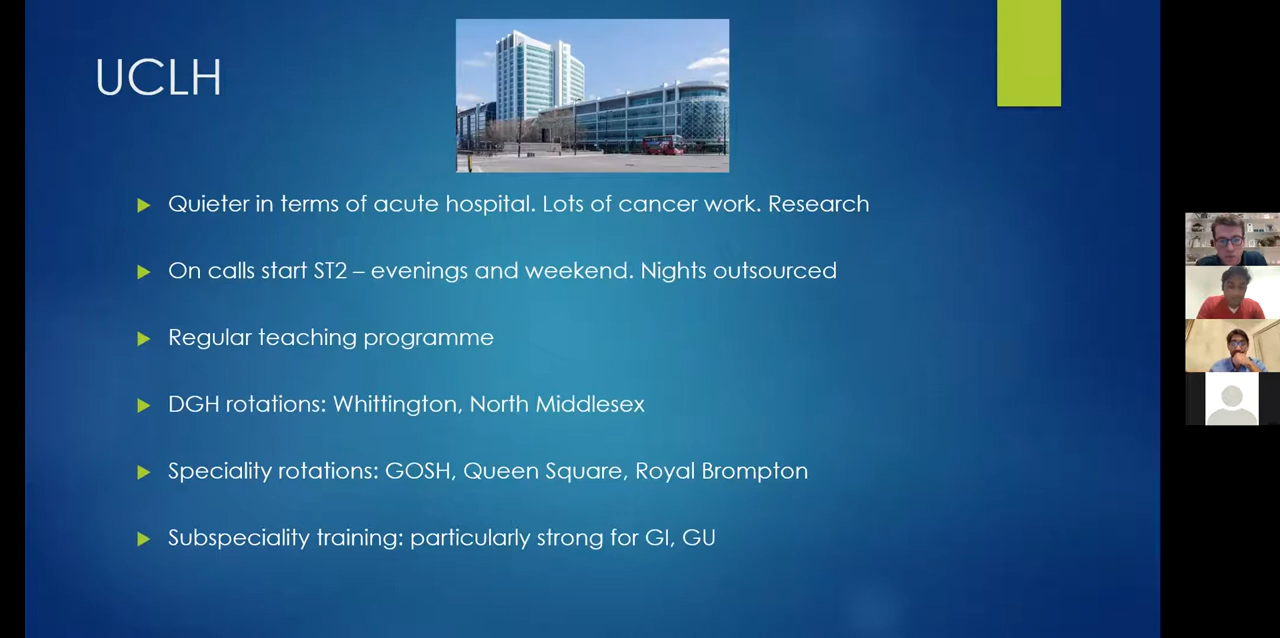 UCLH
Quieter in terms of acute hospital. Lots of cancer work. Research
On calls start ST2 – evenings and weekend. Nights outsourced
Regular teaching programme
DGH rotations: Whittington, North Middlesex
Speciality rotations: GOSH, Queen Square, Royal Brompton
Subspeciality training: particularly strong for GI, GU